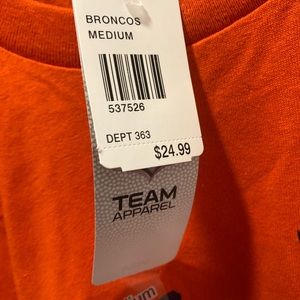 BRONCOS
MEDIUM
537526
DEPT 363
$24.99
TEAM
APPAREL